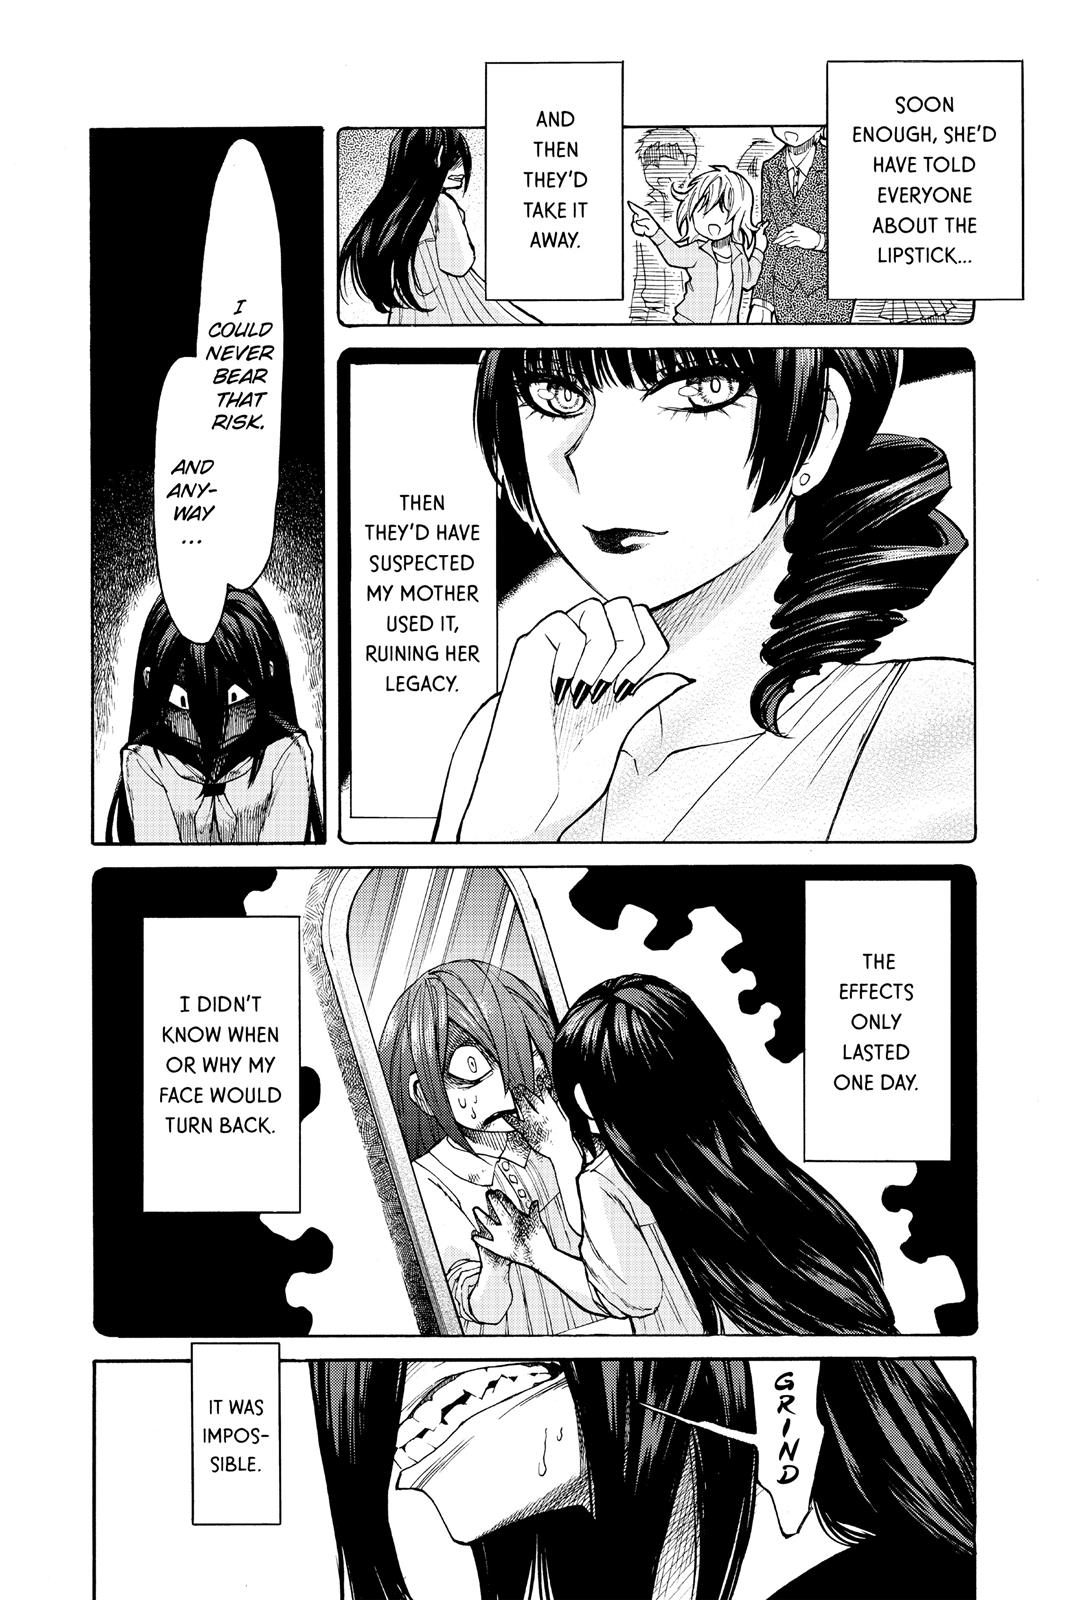 SOON
ENOUGH, SHE'D
HAVE TOLD
EVERYONE
ABOUT THE
LIPSTICK...
AND
THEN
THEY'D
TAKE IT
AWAY.
THEN
THEY'D HAVE
SUSPECTED
MY MOTHER
USED IT,
RUINING HER
LEGACY.
I
COULD
NEVER
BEAR
THAT
RISK.
AND
ANY-
WAY
...
THE
EFFECTS
ONLY
LASTED
ONE DAY.
I DIDN'T
KNOW WHEN
OR WHY MY
FACE WOULD
TURN BACK.
GRIND
IT WAS
IMPOS-
SIBLE.